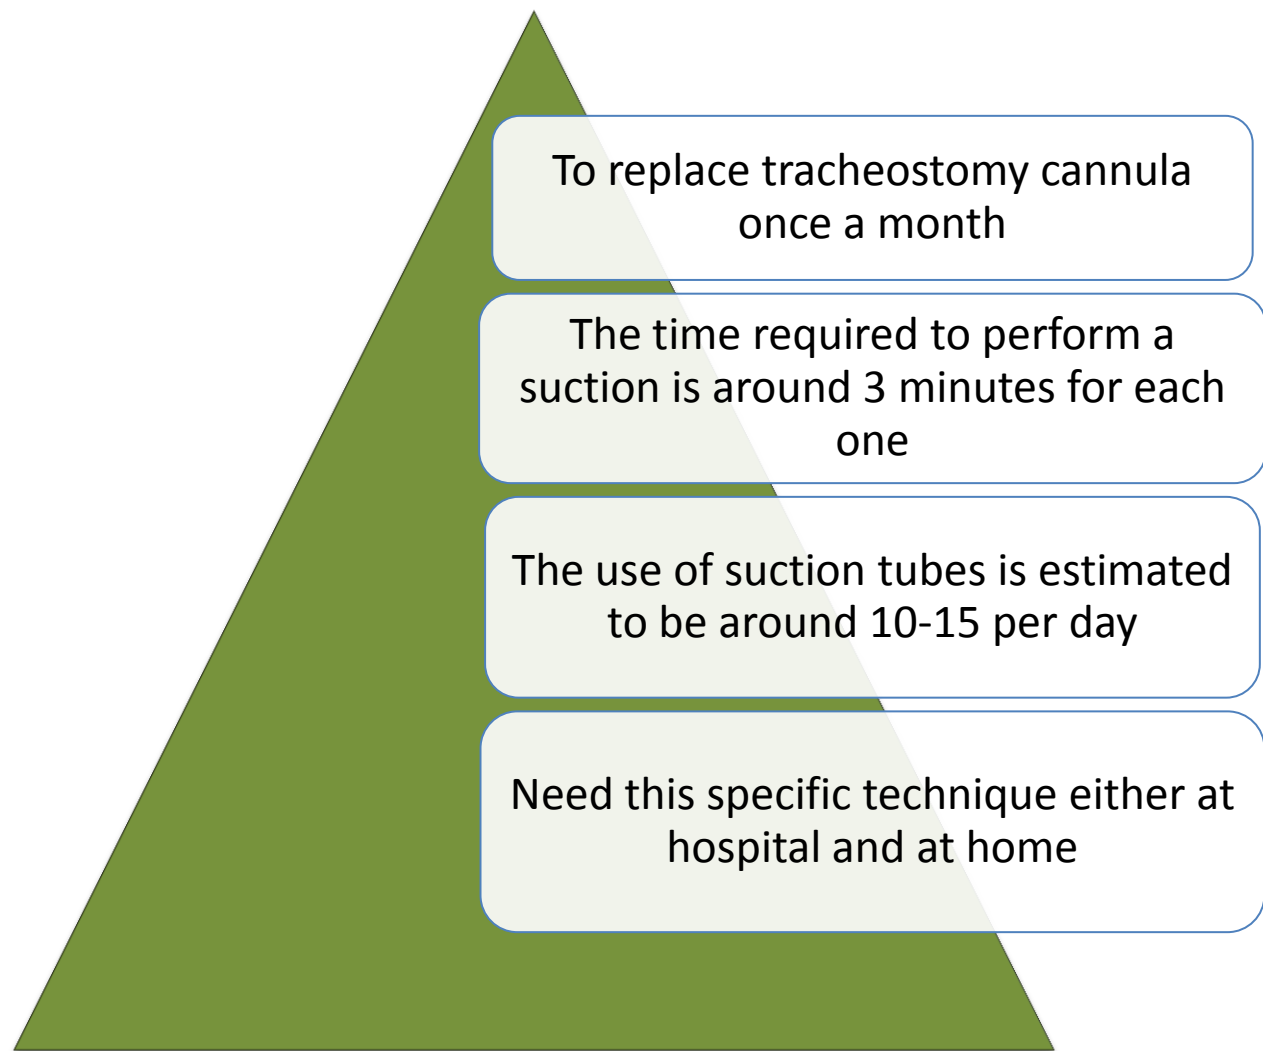 To replace tracheostomy cannula
once a month
The time required to perform a
suction is around 3 minutes for each
one
The use of suction tubes is estimated
to be around 10-15 per day
Need this specific technique either at
hospital and at home